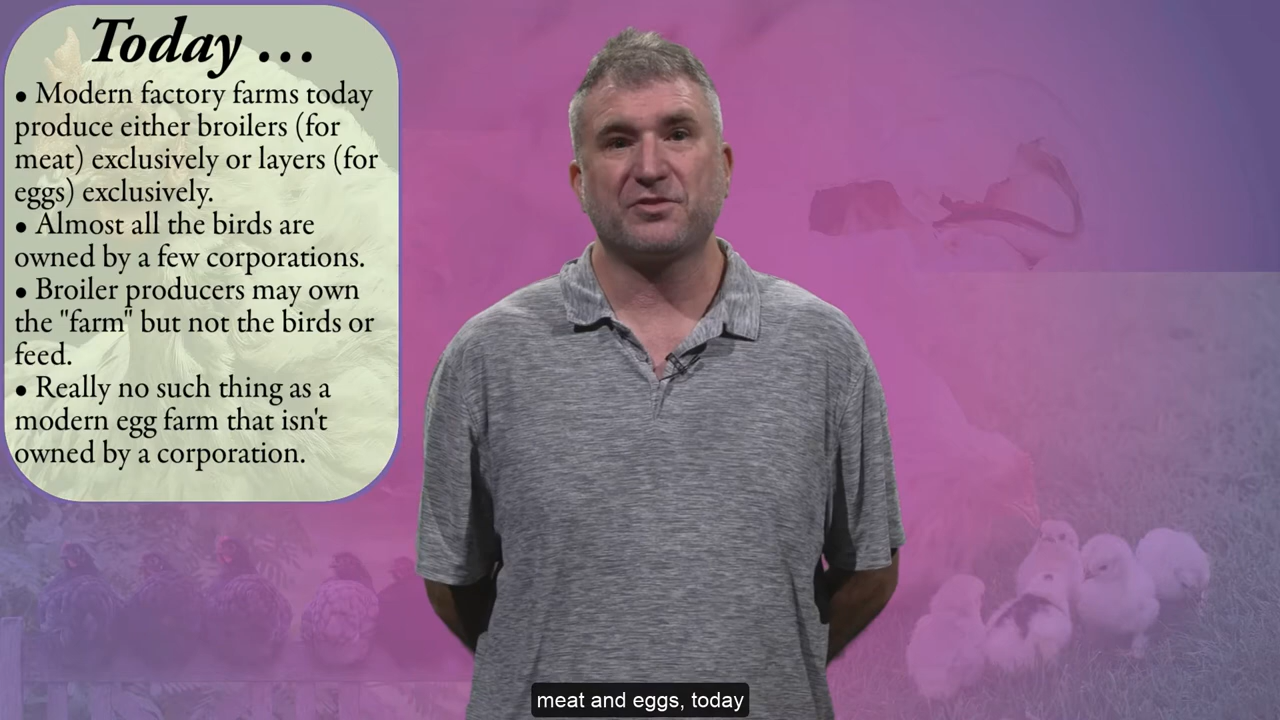 Today ...
• Modern factory farms today
produce either broilers (for
meat) exclusively or layers (for
eggs) exclusively.
• Almost all the birds are
owned by a few corporations.
• Broiler producers may own
the "farm" but not the birds or
feed.
• Really no such thing as a
modern egg farm that isn't
owned by a corporation.
meat and eggs, today